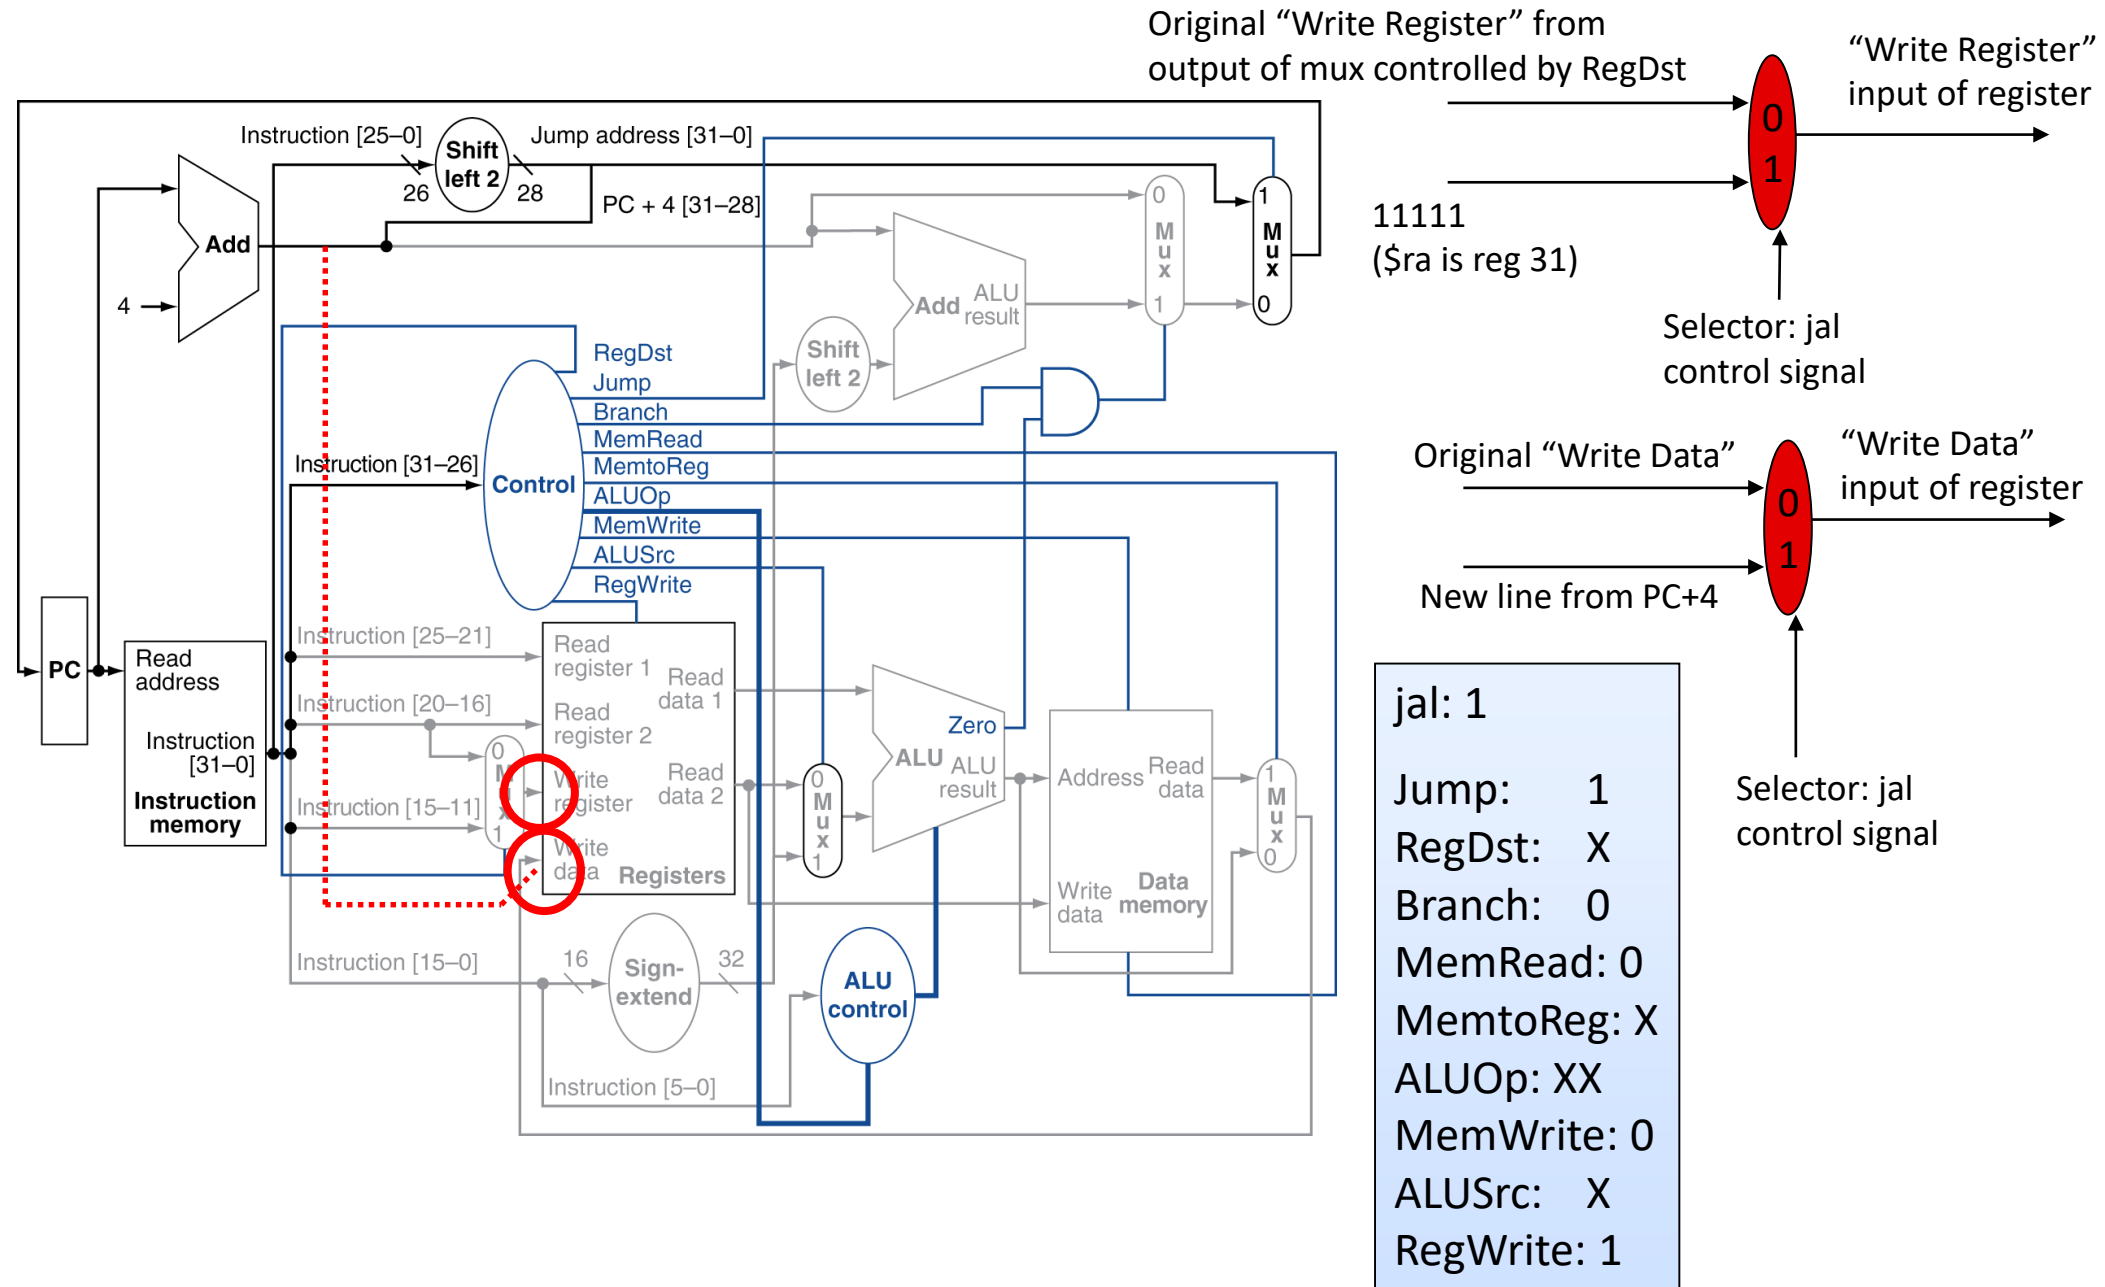 Original “Write Register” from
output of mux controlled by RegDst
“Write Register”
input of register
0
1
11111
($ra is reg 31)
Selector: jal
control signal
Original “Write Data”
“Write Data”
input of register
0
1
New line from PC+4
Selector: jal
control signal
jal: 1
Jump: 1
RegDst: X
Branch: 0
MemRead: 0
MemtoReg: X
ALUOp: XX
MemWrite: 0
ALUSrc: X
RegWrite: 1
Instruction [25–0]
Shift
left 2
Jump address [31–0]
26
28
PC + 4 [31–28]
Add
4
0
M
u
x
1
1
M
u
x
0
Add
ALU
result
Shift
left 2
RegDst
Jump
Branch
MemRead
MemtoReg
ALUOp
MemWrite
ALUSrc
RegWrite
Instruction [31–26]
Control
PC
Read
address
Instruction
[31–0]
Instruction
memory
Instruction [25–21]
Instruction [20–16]
Instruction [15–11]
0
M
u
x
1
Read
register 1
Read
register 2
Write
register
Write
data
Read
data 1
Read
data 2
Registers
0
M
u
x
1
Zero
ALU
ALU
result
Address
Read
data
Write
data
Data
memory
1
M
u
x
0
Instruction [15–0]
16
Sign-
extend
32
ALU
control
Instruction [5–0]